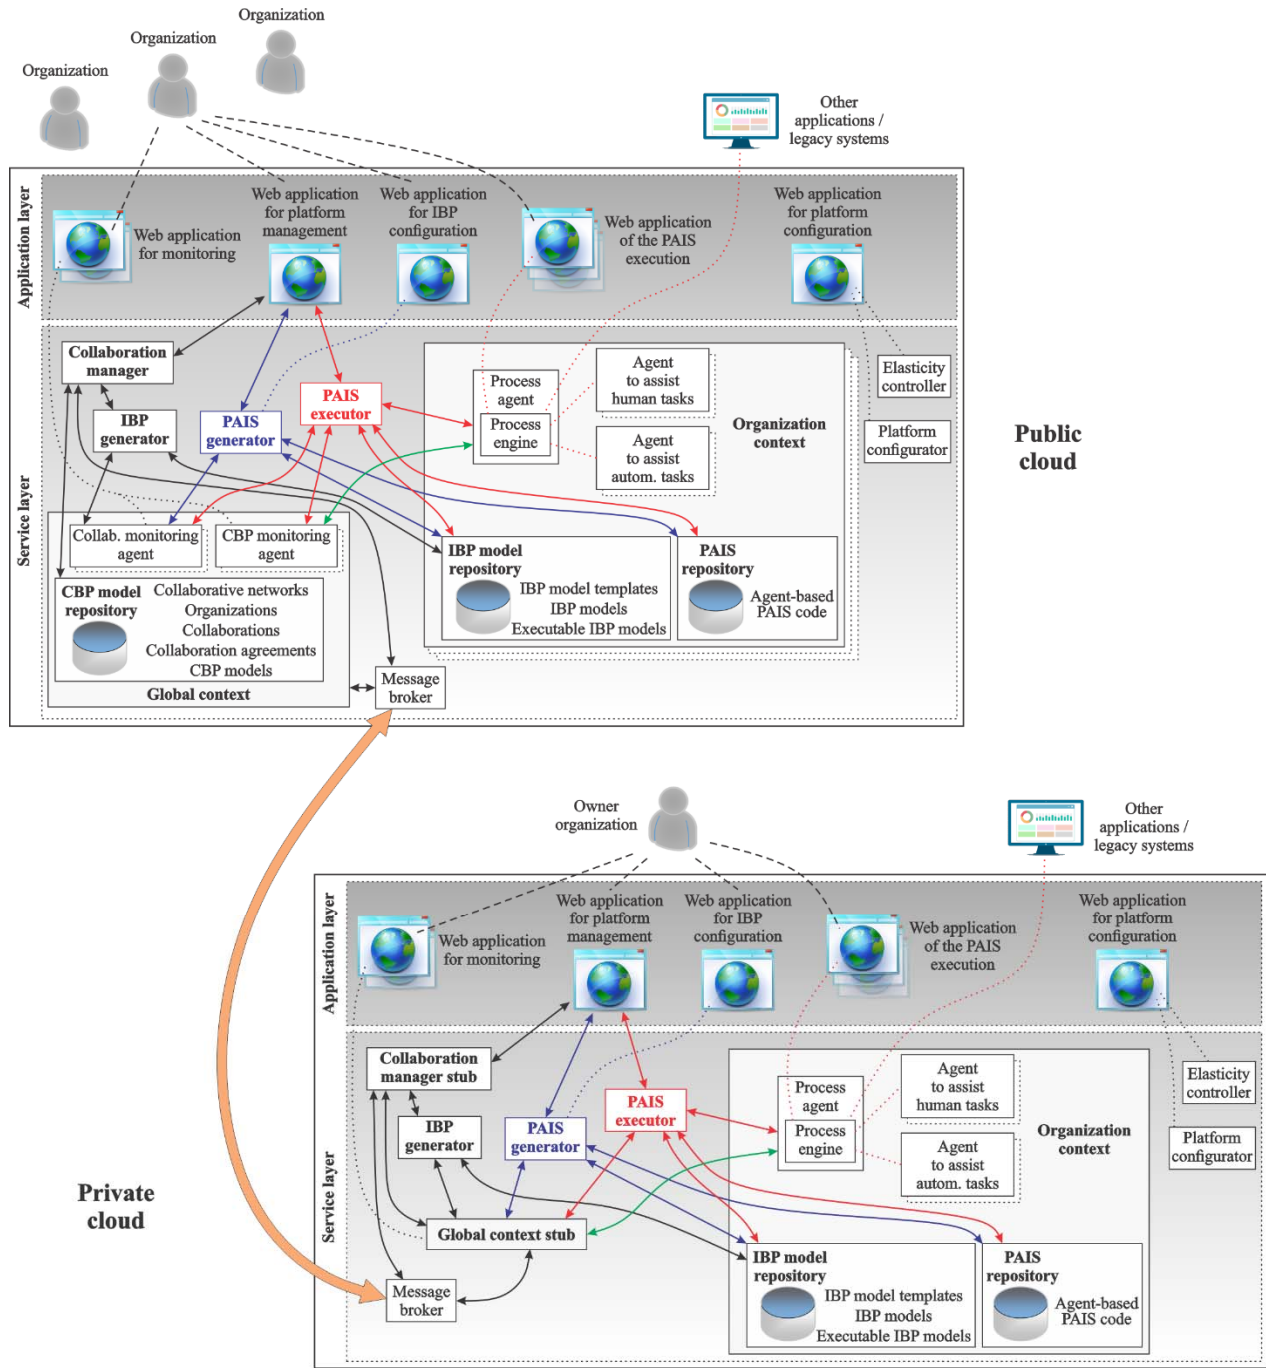 Organization
Organization
Organization
Other
applications /
legacy systems
Application layer
Web application
for monitoring
Web application
for platform
management
Web application
for IBP
configuration
Web application
of the PAIS
execution
Web application
for platform
configuration
Service layer
Collaboration
manager
IBP
generator
PAIS
generator
PAIS
executor
Process
agent
Process
engine
Agent
to assist
human tasks
Agent
to assist
autom. tasks
Organization
context
Elasticity
controller
Platform
configurator
Public
cloud
Collab. monitoring
agent
CBP monitoring
agent
CBP model
repository
Collaborative networks
Organizations
Collaborations
Collaboration agreements
CBP models
Global context
Message
broker
IBP model
repository
IBP model templates
IBP models
Executable IBP models
PAIS
repository
Agent-based
PAIS code
Owner
organization
Other
applications /
legacy systems
Application layer
Web application
for monitoring
Web application
for platform
management
Web application
for IBP
configuration
Web application
of the PAIS
execution
Web application
for platform
configuration
Private
cloud
Service layer
Collaboration
manager stub
IBP
generator
PAIS
generator
PAIS
executor
Process
agent
Process
engine
Agent
to assist
human tasks
Agent
to assist
autom. tasks
Organization
context
Elasticity
controller
Platform
configurator
Global context stub
Message
broker
IBP model
repository
IBP model templates
IBP models
Executable IBP models
PAIS
repository
Agent-based
PAIS code